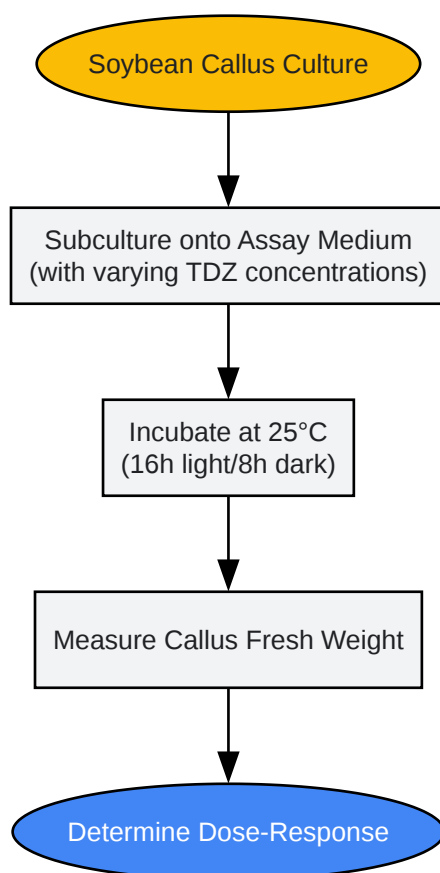 Soybean Callus Culture
Subculture onto Assay Medium
(with varying TDZ concentrations)
Incubate at 25°C
(16h light/8h dark)
Measure Callus Fresh Weight
Determine Dose-Response